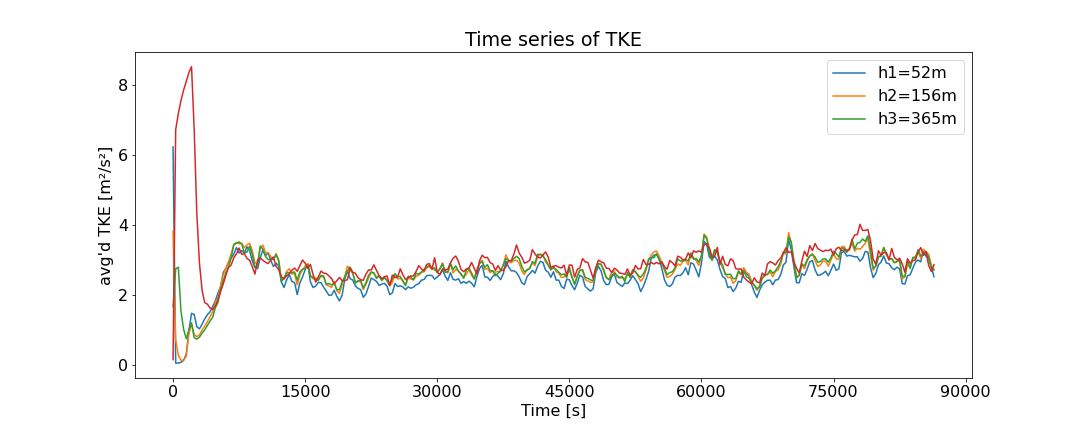 Time series of TKE
avg'd TKE [m²/s²]
8
6
4
2
0
h1=52m
h2=156m
h3=365m
0 15000 30000 45000 60000 75000 90000
Time [s]